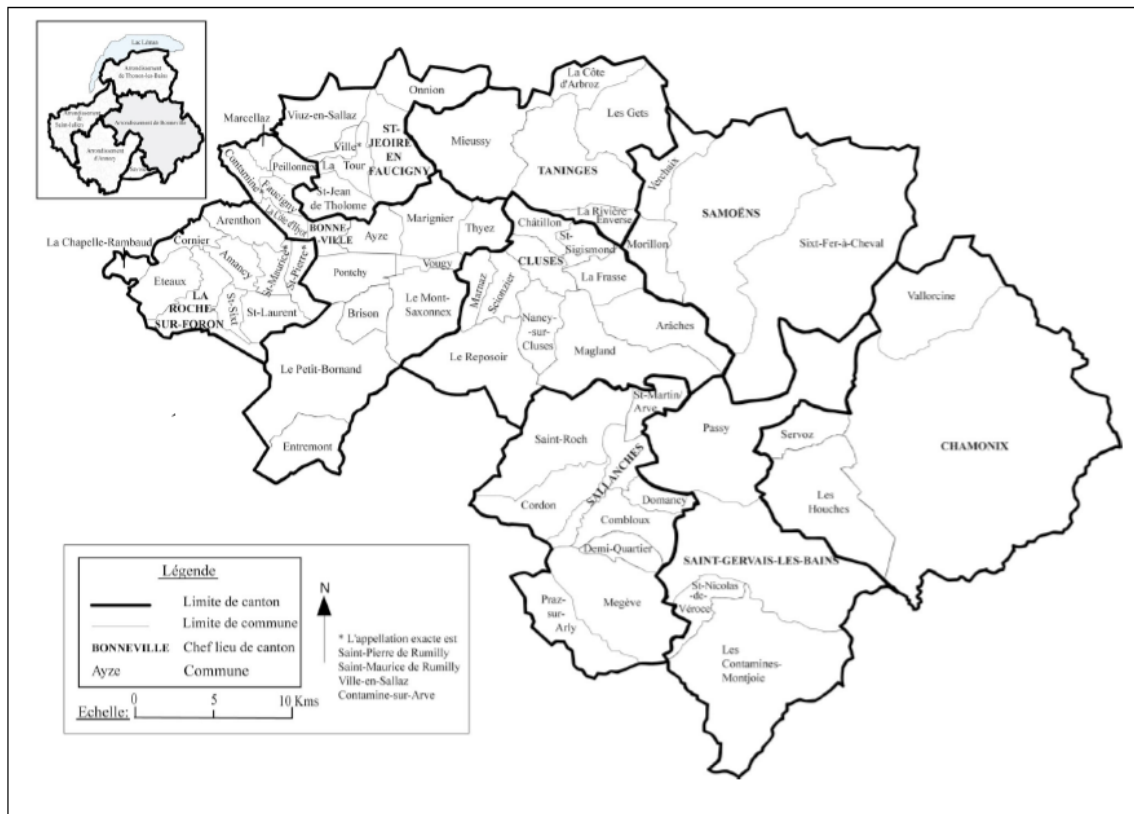 Lac Léman
Arrondissement
de Thonon-les-Bains
Arrondissement
Arrondissement de Bonneville
Arrondissement
d'Annecy
Onnion
La Côte
d'Arbroz
Les Gets
Marcellaz
Viuz-en-Sallaz
ST-
JEOIRE
EN
FAUCIGNY
Ville*
Mieussy
Peillonnex
La Tour
TANINGES
Verchaix
Contamine*
Faucigny
St-Jean
de Tholome
SAMOËNS
La Côte d'Hyot
Arenthon
BONNE-
-VILLE
Ayze
Marignier
Thyez
Châtillon
La Rivière
Enverse
St-
Sigismond
Morillon
Sixt-Fer-à-Cheval
La Chapelle-Rambaud
Cornier
Amancy
St-Maurice*
St-Pierre*
CLUSES
Pontchy
Vougy
La Frasse
Eteaux
Marnaz
Scionzier
Vallorcine
LA
ROCHE-
-SUR-FORON
St-Sixt
St-Laurent
Brison
Le Mont-
Saxonnex
Nancy-
sur-
Cluses
Arâches
Le Reposoir
Magland
Le Petit-Bornand
St-Martin/
Arve
Passy
Saint-Roch
Servoz
Entremont
SALLANCHES
CHAMONIX
Cordon
Domancy
Les
Houches
Combloux
Demi-Quartier
SAINT-GERVAIS-LES-BAINS
St-Nicolas
-de-
Véroce
Praz-
sur-
Arly
Megève
Les
Contamines-
Montjoie
Légende
Limite de canton
Limite de commune
BONNEVILLE Chef lieu de canton
Ayze Commune
Echelle: 0 5 10 Kms
N
* L'appellation exacte est
Saint-Pierre de Rumilly
Saint-Maurice de Rumilly
Ville-en-Sallaz
Contamine-sur-Arve